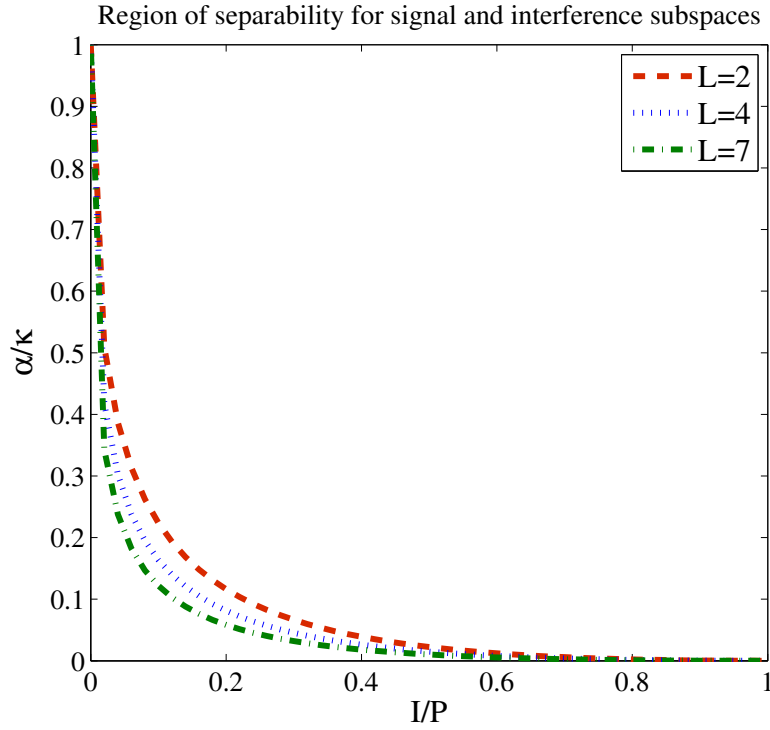 Region of separability for signal and interference subspaces
1
0.9
0.8
0.7
0.6
0.5
0.4
0.3
0.2
0.1
0
α/κ
L=2
L=4
L=7
0
0.2
0.4
0.6
0.8
1
I/P